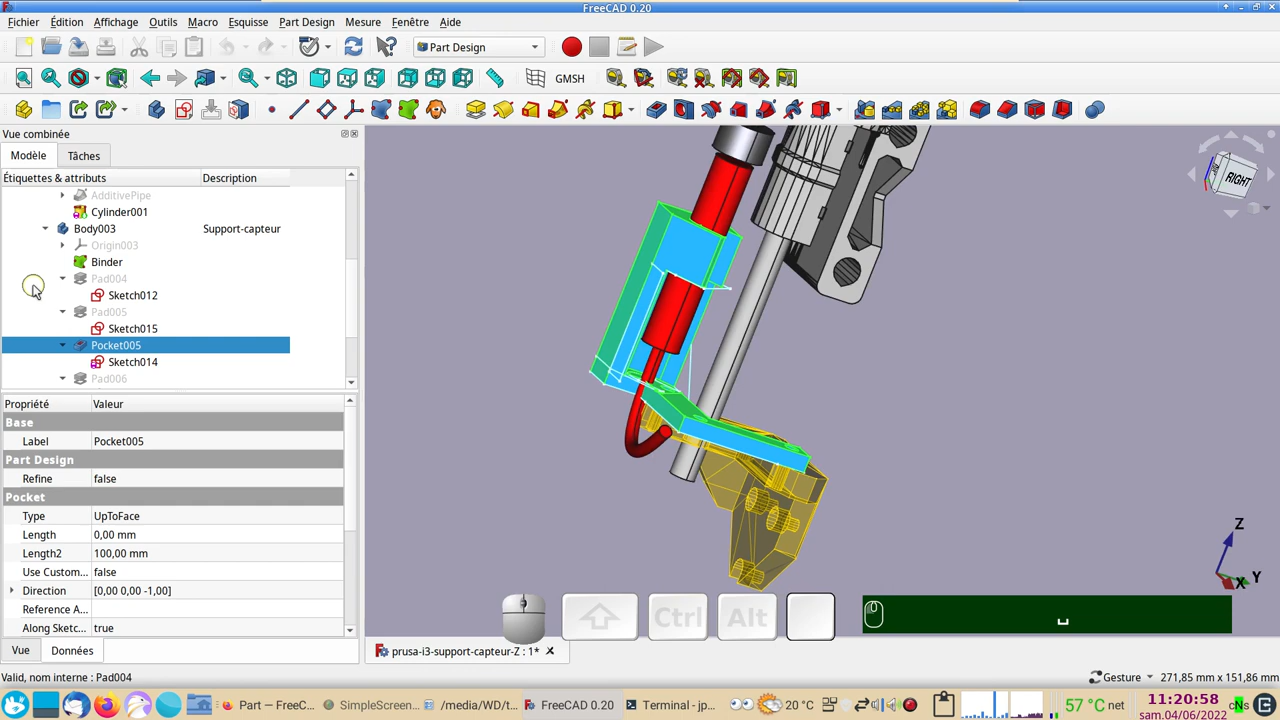 FreeCAD 0.20
Fichier Édition Affichage Outils Macro Esquisse Part Design Mesure Fenêtre Aide
Part Design
GMSH
Vue combinée
Modèle Tâches
Étiquettes & attributs Description
AdditivePipe
Cylinder001
Body003 Support-capteur
Origin003
Binder
Pad004
Sketch012
Pad005
Sketch015
Pocket005
Sketch014
Pad006
Propriété Valeur
Base
Label Pocket005
Part Design
Refine false
Pocket
Type UpToFace
Length 0,00 mm
Length2 100,00 mm
Use Custom... false
Direction [0,00 0,00 -1,00]
Reference A...
Along Sketc... true
RIGHT
Z
Y
X
Ctrl Alt
Vue Données
prusa-i3-support-capteur-Z : 1*
Valid, nom interne : Pad004
Gesture 271,85 mm x 151,86 mm
Part — FreeC... SimpleScreen... /media/WD/t... FreeCAD 0.20 Terminal — jp... 20 °C 57 °C 11:20:58
sam.04/06/2022